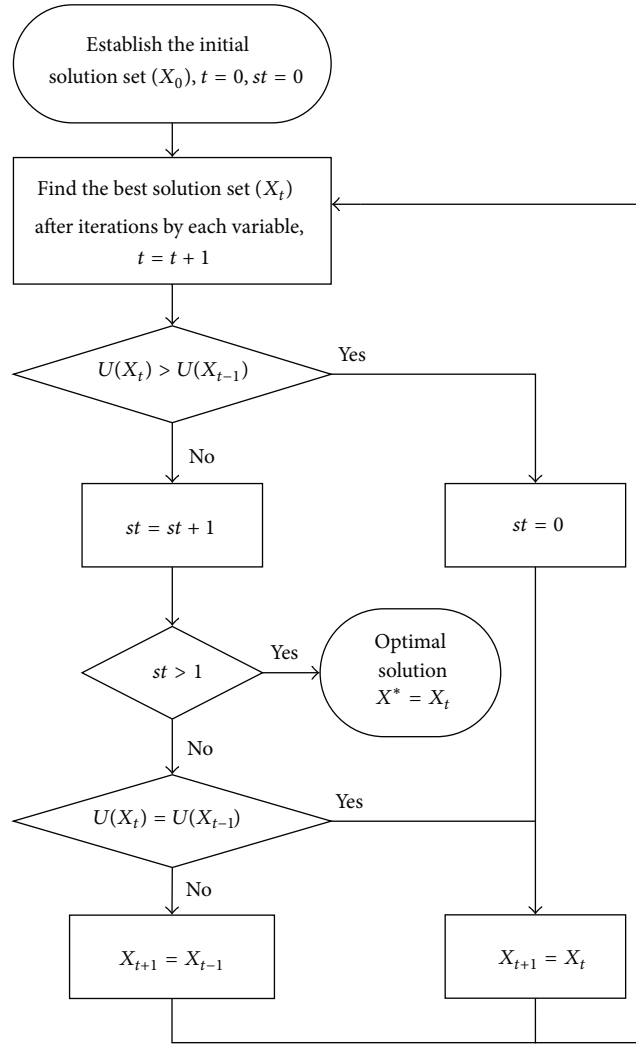 Establish the initial
solution set (X₀), t = 0, st = 0
Find the best solution set (Xₜ)
after iterations by each variable,
t = t + 1
U(Xₜ) > U(Xₜ₋₁)
Yes
No
st = st + 1
st = 0
st > 1
Yes
Optimal
solution
X* = Xₜ
No
U(Xₜ) = U(Xₜ₋₁)
Yes
No
Xₜ₊₁ = Xₜ₋₁
Xₜ₊₁ = Xₜ